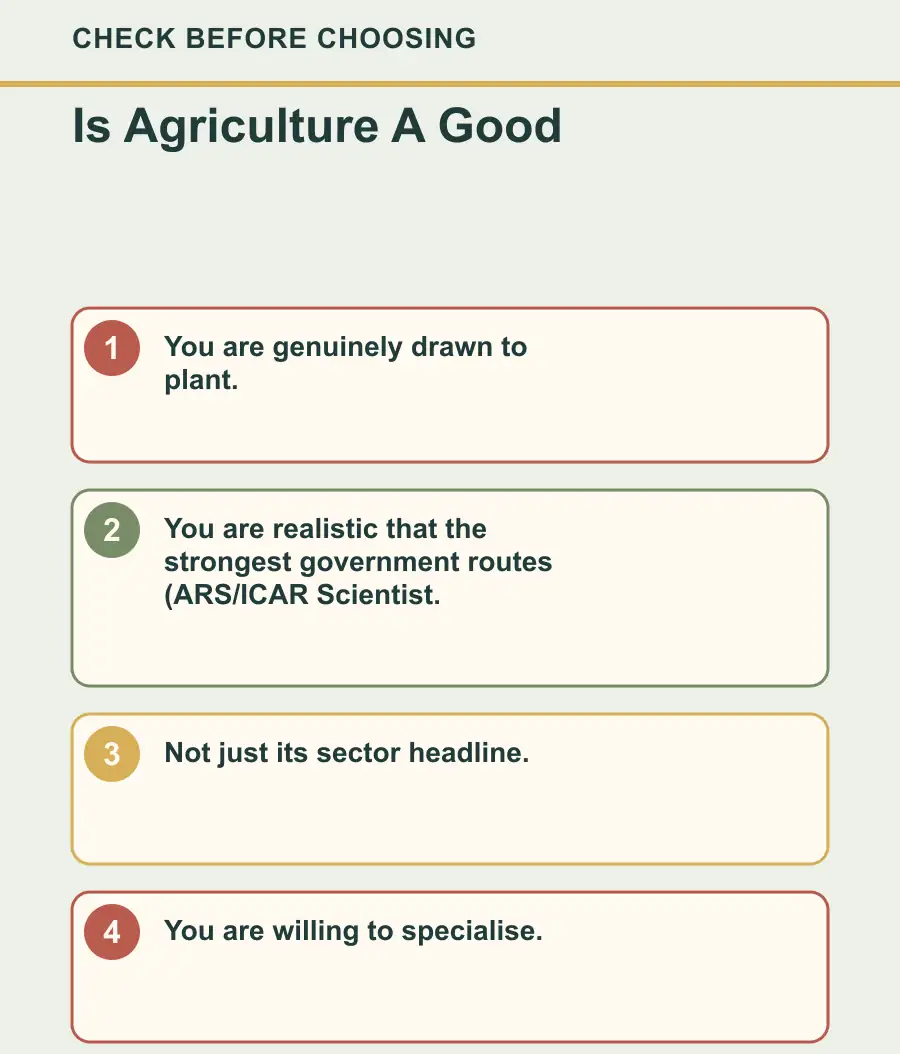 CHECK BEFORE CHOOSING
Is Agriculture A Good
1
You are genuinely drawn to
plant.
2
You are realistic that the
strongest government routes
(ARS/ICAR Scientist.
3
Not just its sector headline.
4
You are willing to specialise.